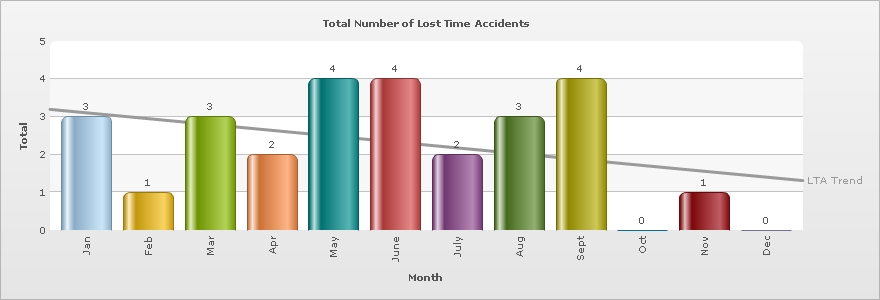 Total Number of Lost Time Accidents
Total
5
4
3
2
1
0
3
1
3
2
4
4
2
3
4
0
1
0
LTA Trend
Jan
Feb
Mar
Apr
May
June
July
Aug
Sept
Oct
Nov
Dec
Month